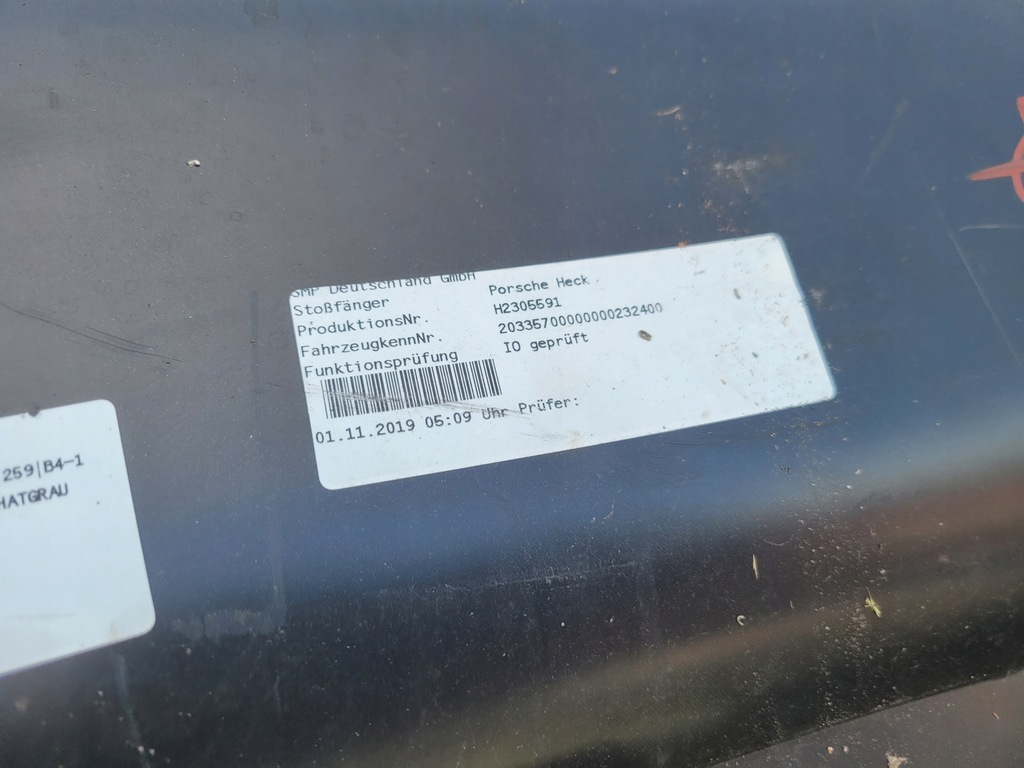 SMP Deutschland GmbH
Stoßfänger Porsche Heck
ProduktionsNr. H2305591
FahrzeugkennNr. 20335700000000232400
Funktionsprüfung IO geprüft
01.11.2019 05:09 Uhr Prüfer:
259|B4-1
HATGRAU